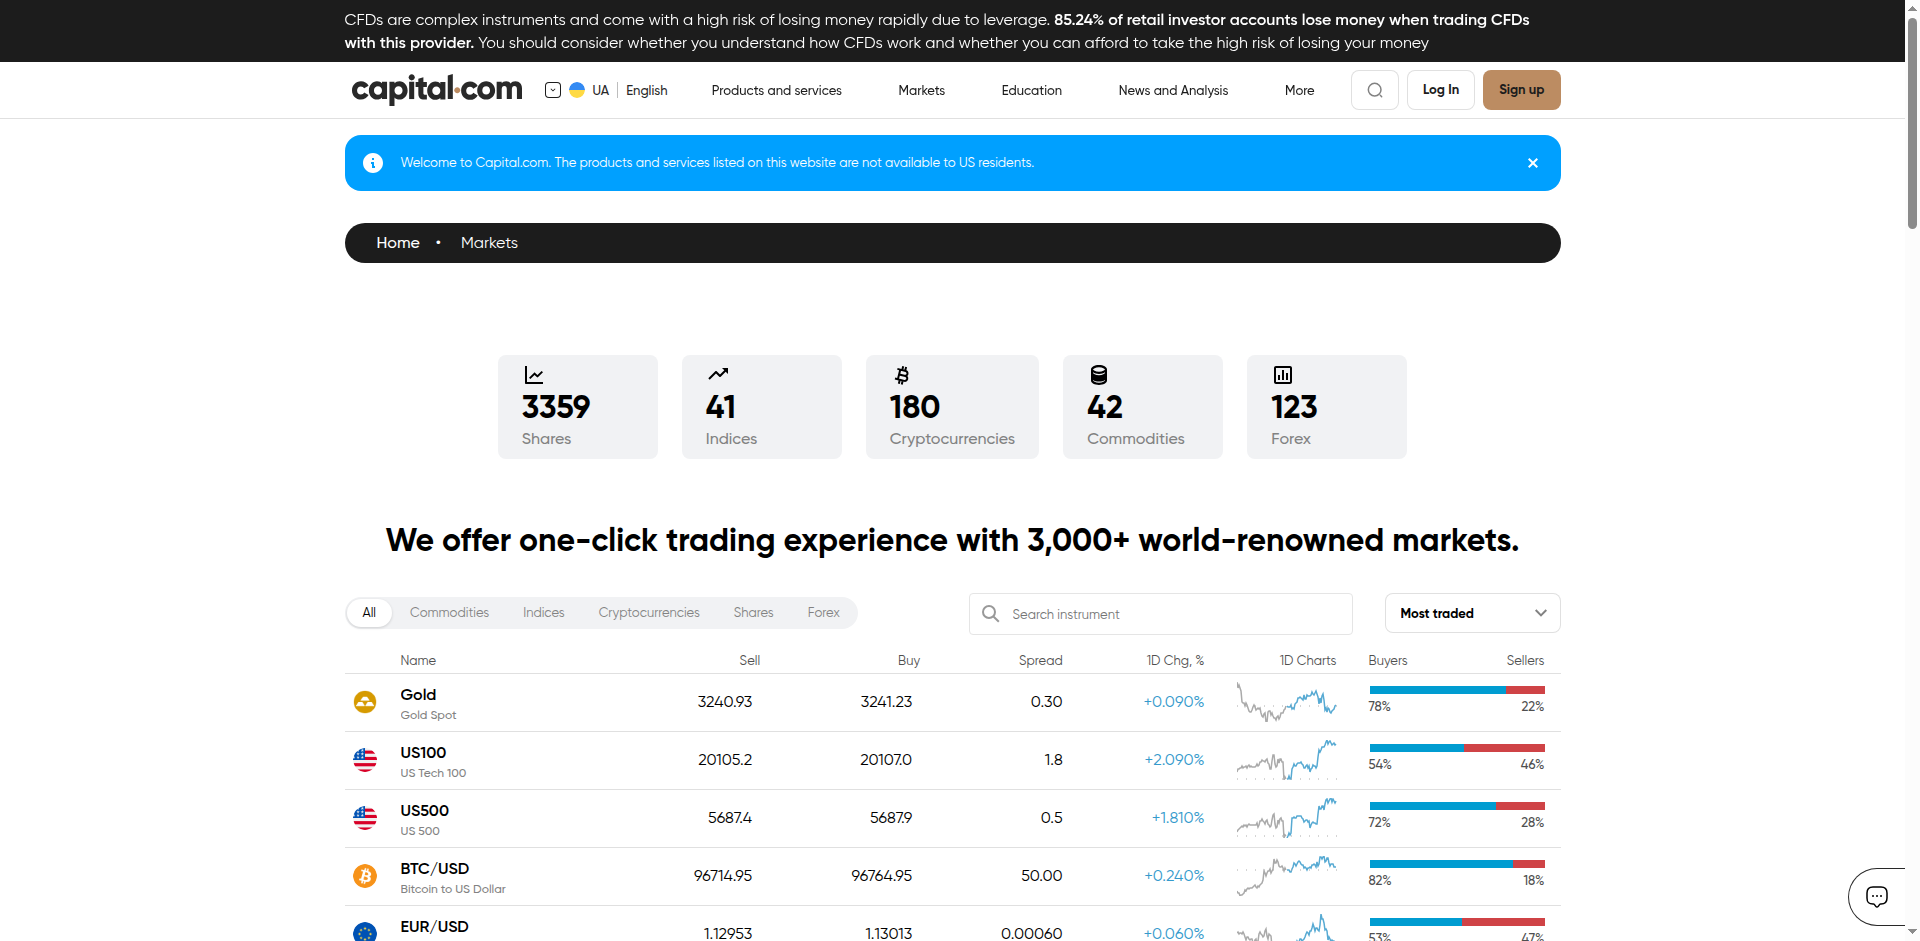 CFDs are complex instruments and come with a high risk of losing money rapidly due to leverage. 85.24% of retail investor accounts lose money when trading CFDs
with this provider. You should consider whether you understand how CFDs work and whether you can afford to take the high risk of losing your money
capital.com UA English Products and services Markets Education News and Analysis More Log In Sign up
Welcome to Capital.com. The products and services listed on this website are not available to US residents.
Home • Markets
3359 41 180 42 123
Shares Indices Cryptocurrencies Commodities Forex
We offer one-click trading experience with 3,000+ world-renowned markets.
All Commodities Indices Cryptocurrencies Shares Forex Search instrument Most traded
Name Sell Buy Spread 1D Chg, % 1D Charts Buyers Sellers
Gold 3240.93 3241.23 0.30 +0.090%
Gold Spot 78% 22%
US100 20105.2 20107.0 1.8 +2.090%
US Tech 100 54% 46%
US500 5687.4 5687.9 0.5 +1.810%
US 500 72% 28%
BTC/USD 96714.95 96764.95 50.00 +0.240%
Bitcoin to US Dollar 82% 18%
EUR/USD 1.12953 1.13013 0.00060 +0.060%
53% 47%